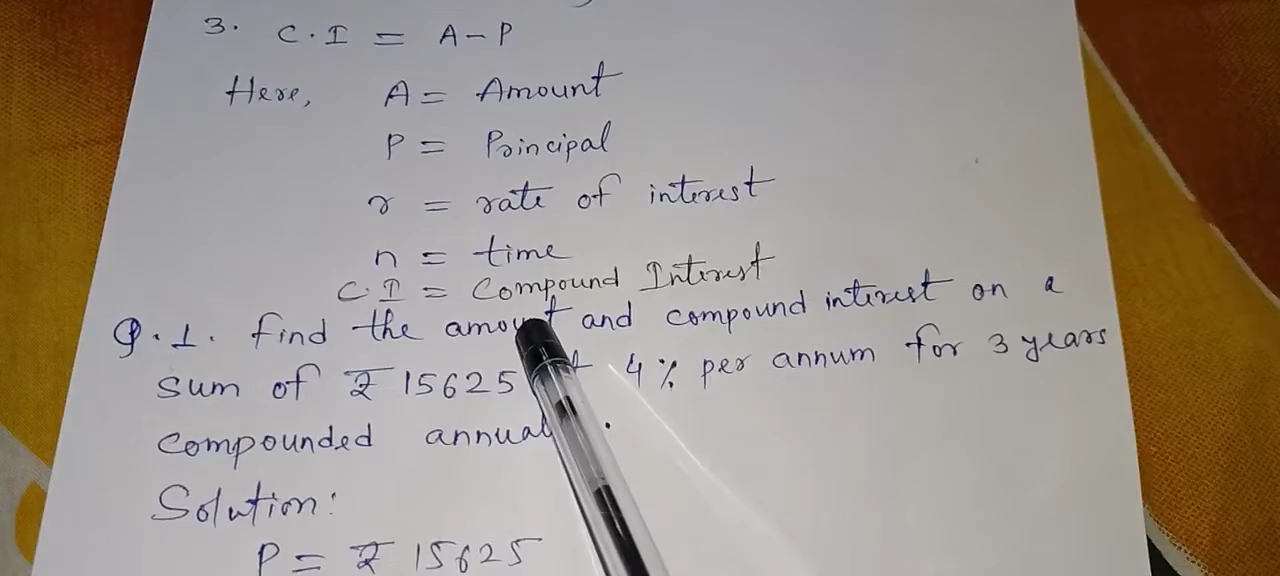 3. C.I = A-P
Here, A = Amount
P = Principal
r = rate of interest
n = time
C.I = Compound Interest
Q.1. find the amount and compound interest on a
sum of ₹ 15625 4% per annum for 3 years
compounded annual
Solution:
P = ₹ 15625